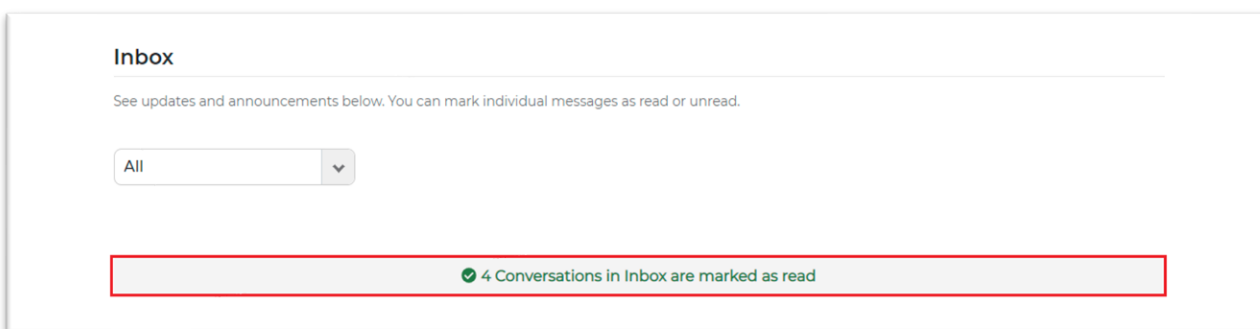 Inbox
See updates and announcements below. You can mark individual messages as read or unread.
All
4 Conversations in Inbox are marked as read